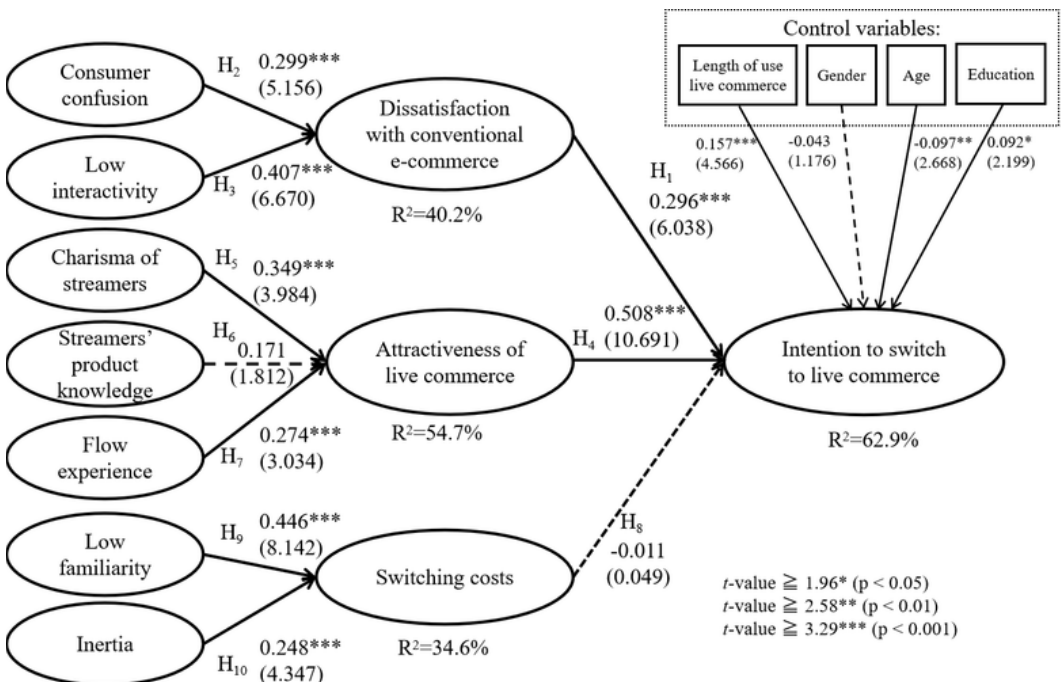 Control variables:
Length of use
live commerce
Gender
Age
Education
0.157***
(4.566)
-0.043
(1.176)
-0.097**
(2.668)
0.092*
(2.199)
Consumer
confusion
H2
0.299***
(5.156)
Low
interactivity
H3
0.407***
(6.670)
Dissatisfaction
with conventional
e-commerce
R²=40.2%
H1
0.296***
(6.038)
Charisma of
streamers
H5
0.349***
(3.984)
Streamers’
product
knowledge
H6
0.171
(1.812)
Flow
experience
H7
0.274***
(3.034)
Attractiveness of
live commerce
R²=54.7%
H4
0.508***
(10.691)
Intention to switch
to live commerce
R²=62.9%
Low
familiarity
H9
0.446***
(8.142)
Inertia
H10
0.248***
(4.347)
Switching costs
R²=34.6%
H8
-0.011
(0.049)
t-value ≧ 1.96* (p < 0.05)
t-value ≧ 2.58** (p < 0.01)
t-value ≧ 3.29*** (p < 0.001)